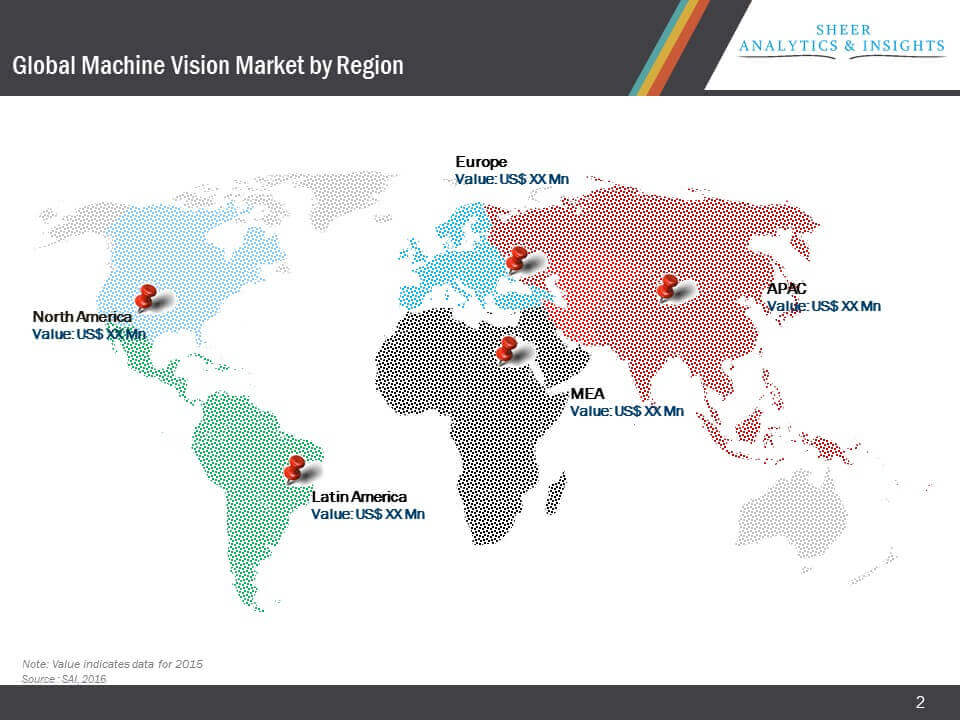 SHEER
ANALYTICS & INSIGHTS
Global Machine Vision Market by Region
Europe
Value: US$ XX Mn
APAC
Value: US$ XX Mn
North America
Value: US$ XX Mn
MEA
Value: US$ XX Mn
Latin America
Value: US$ XX Mn
Note: Value indicates data for 2015
Source : SAI, 2016
2